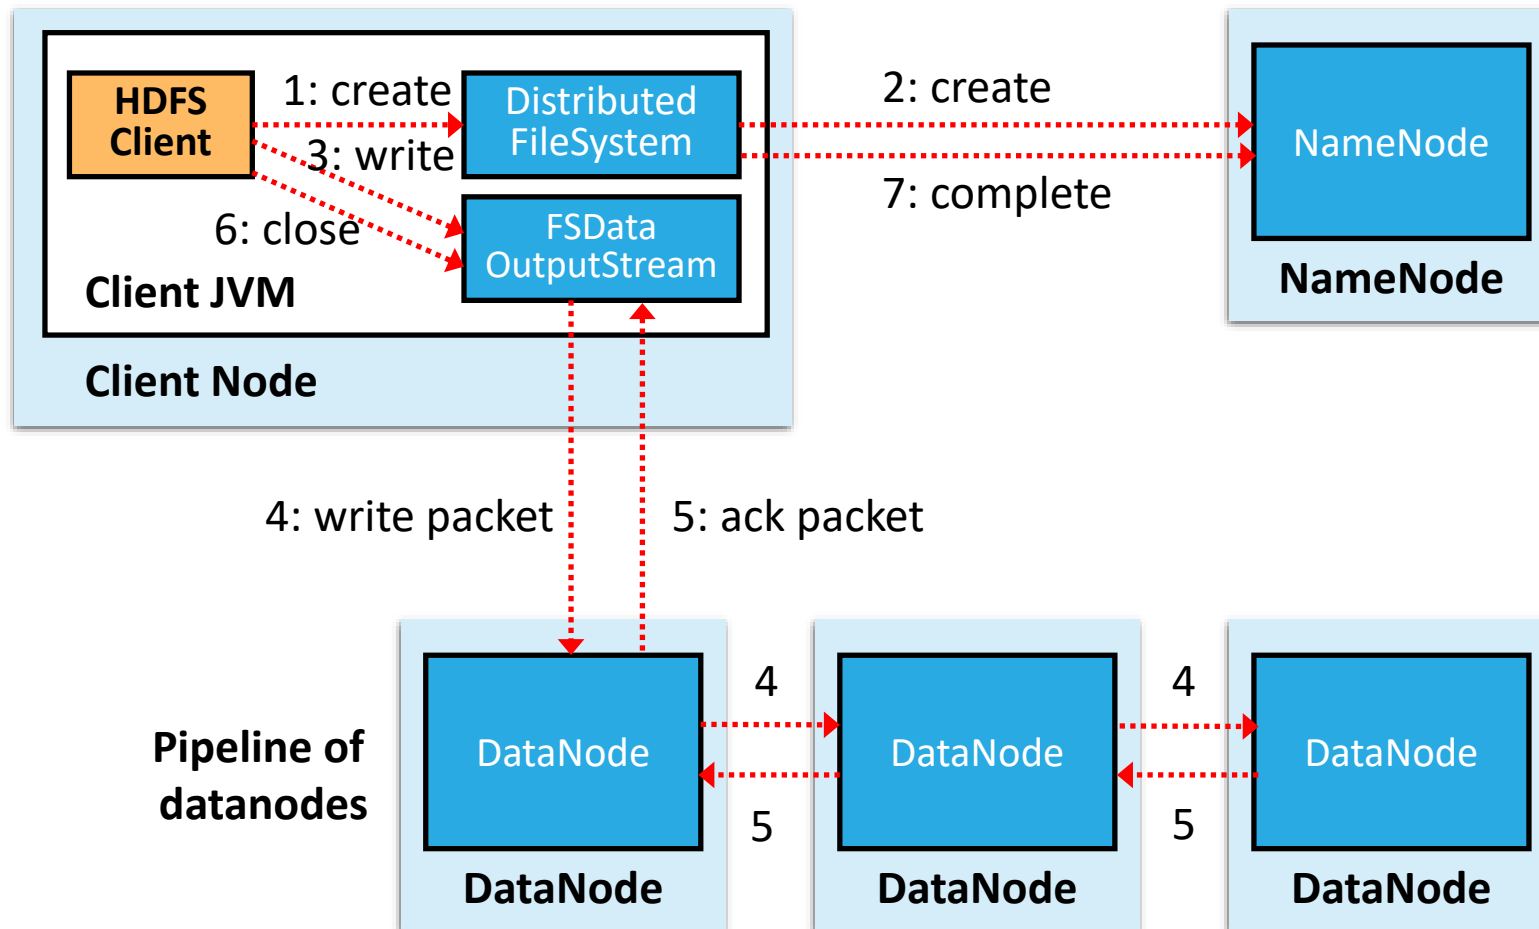 HDFS
Client
1: create
Distributed
FileSystem
2: create
NameNode
3: write
7: complete
6: close
FSData
OutputStream
Client JVM
NameNode
Client Node
4: write packet
5: ack packet
4
4
Pipeline of
datanodes
DataNode
DataNode
DataNode
5
5
DataNode
DataNode
DataNode